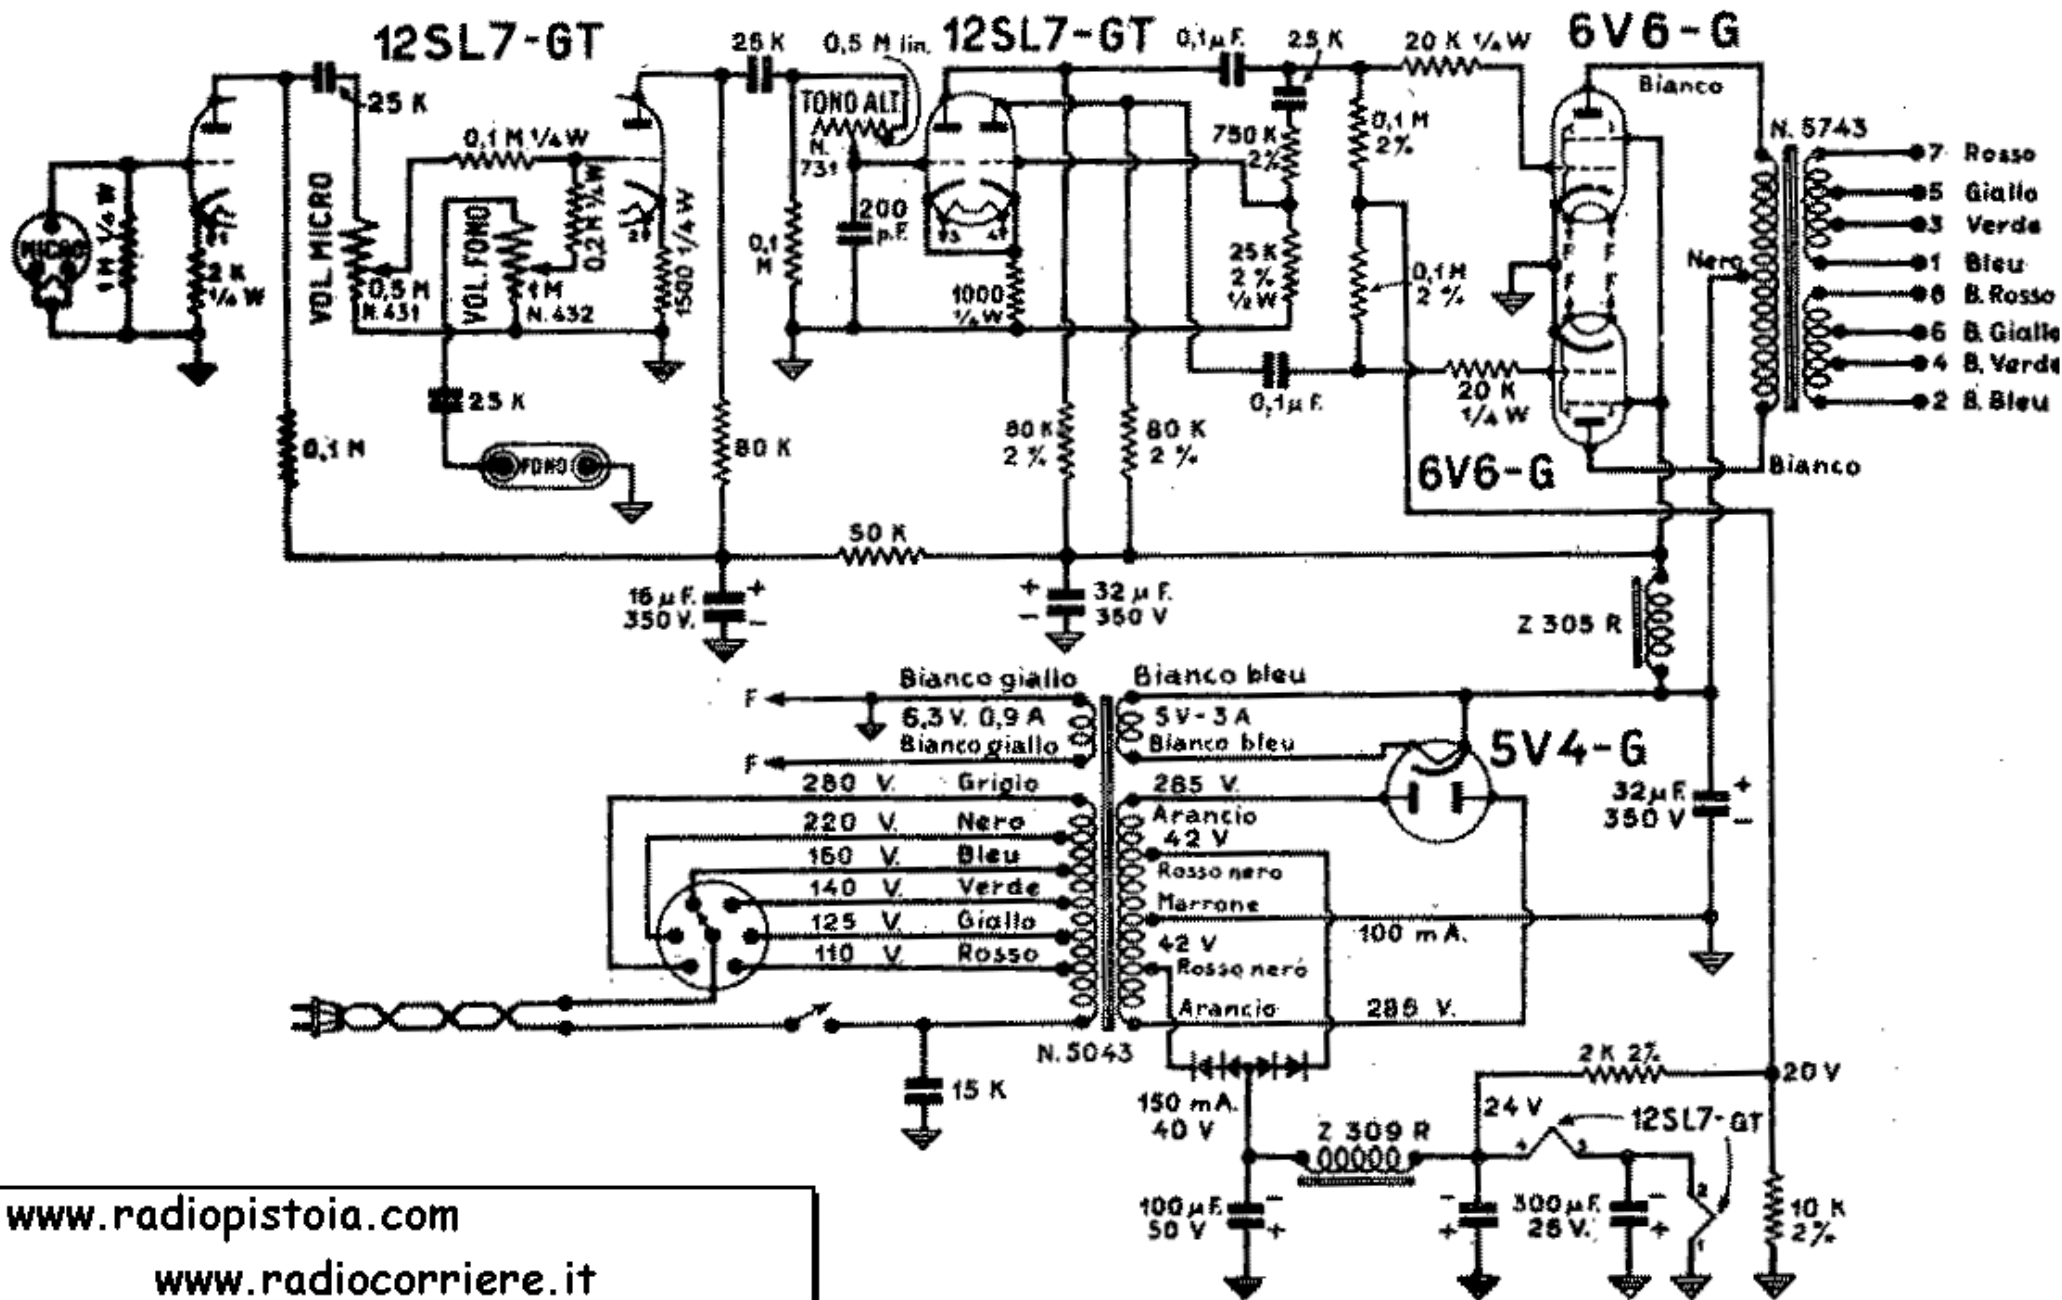 12SL7-GT
25 K
0,5 M lin.
12SL7-GT
0,1 µF.
25 K
20 K ¼ W
6V6-G
Bianco
25 K
TONO ALT.
N. 731
0,1 M ¼ W
750 K
2%
0,1 M
2%
N. 5743
7 Rosso
5 Giallo
3 Verde
1 Bleu
8 B. Rosso
6 B. Giallo
4 B. Verde
2 B. Bleu
Nero
MICRO
1 M ¼ W
2 K
¼ W
VOL MICRO
0,5 M
N. 431
VOL. FONO
1 M
N. 432
0,2 M ¼ W
1500 ¼ W
0,1 M
200 p.F.
1000
¼ W
25 K
2%
½ W
0,1 M
2%
F F
F F
0,1 M
25 K
FONO
80 K
80 K
2%
80 K
2%
0,1 µF.
20 K
¼ W
6V6-G
Bianco
50 K
16 µF.
350 V.
+
-
+
-
32 µF.
350 V
Z 305 R
F
Bianco giallo
6,3 V. 0,9 A
Bianco giallo
F
Bianco bleu
5V-3A
Bianco bleu
5V4-G
32 µF.
350 V
+
-
280 V. Grigio
220 V. Nero
160 V. Bleu
140 V. Verde
125 V. Giallo
110 V. Rosso
285 V.
Arancio
42 V
Rosso nero
Marrone
100 mA.
42 V
Rosso nero
Arancio
285 V.
N. 5043
15 K
150 mA.
40 V
2 K 2%
20 V
24 V
12SL7-GT
Z 309 R
4 3
2
1
100 µF.
50 V
-
+
-
+
300 µF.
25 V.
-
+
10 K
2%
www.radiopistoia.com
www.radiocorriere.it